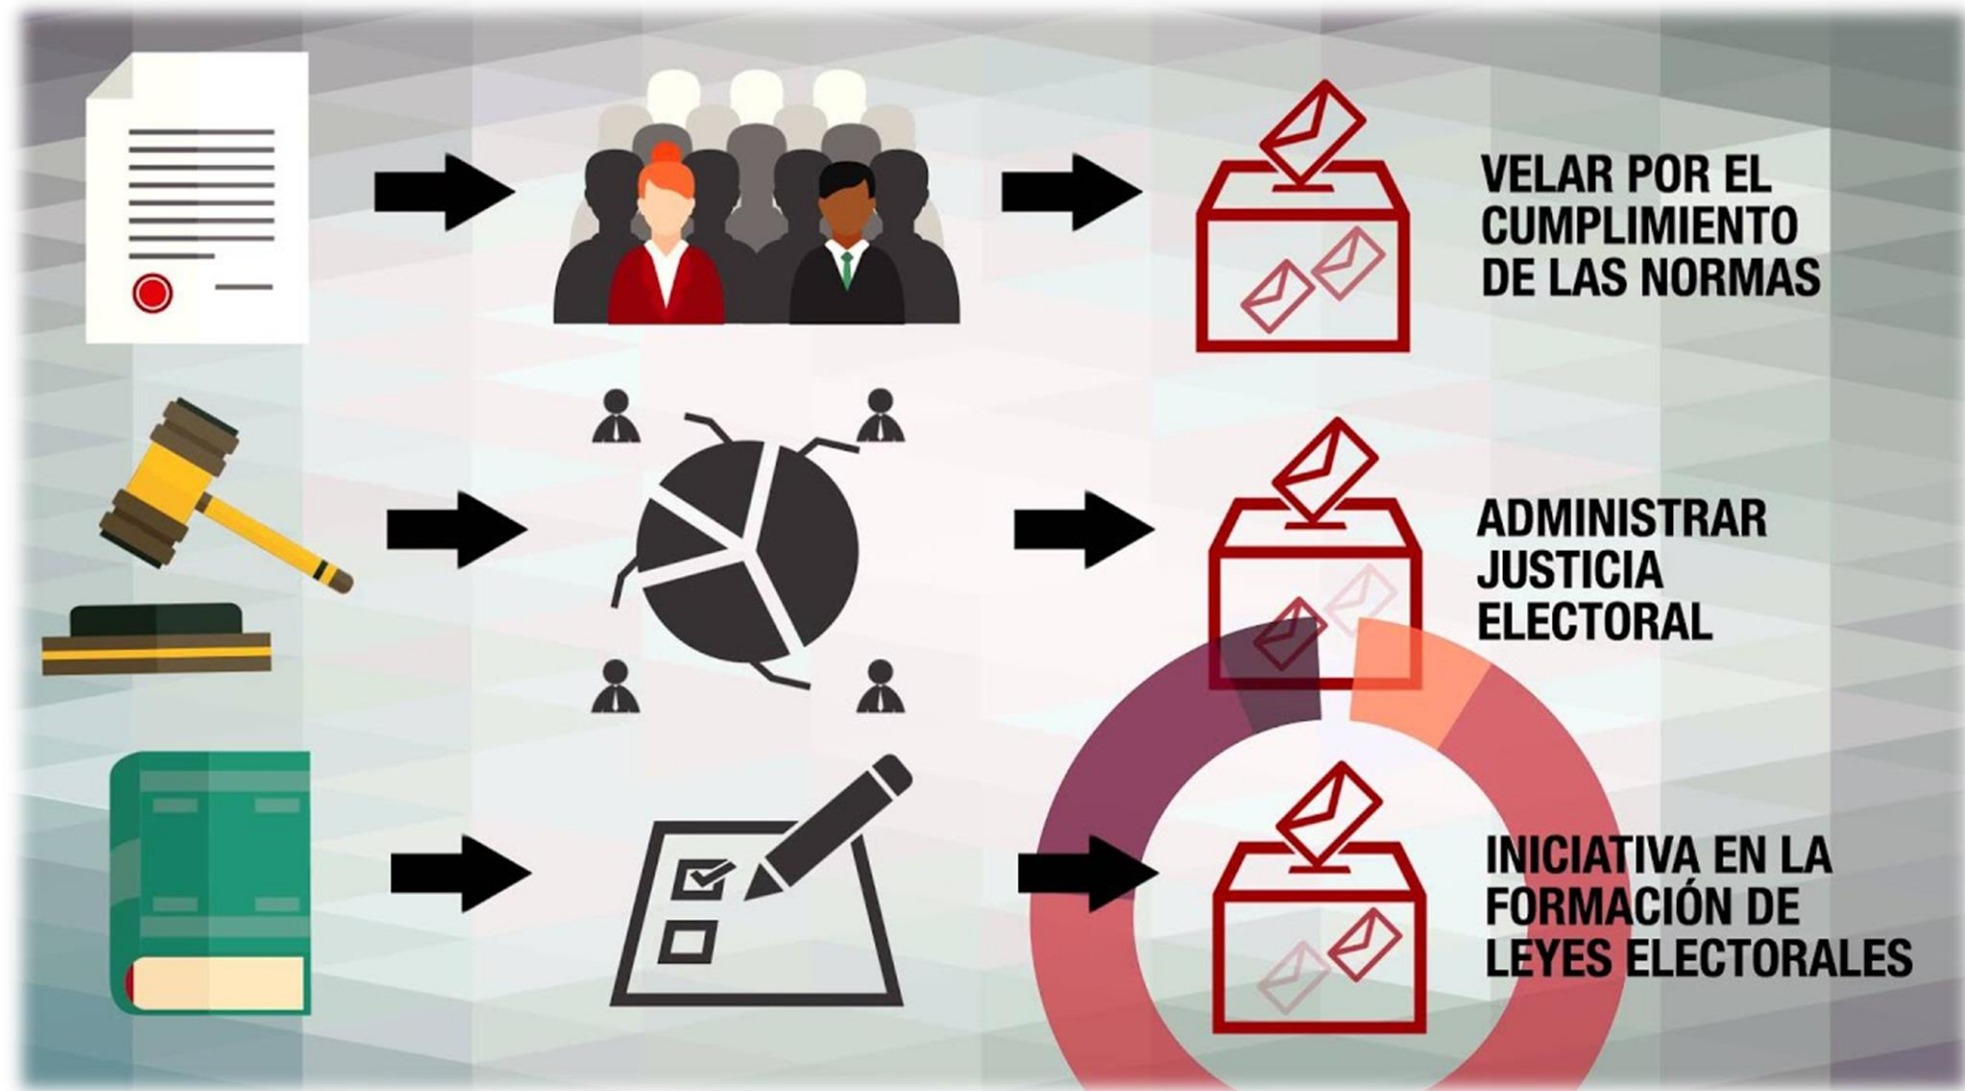 VELAR POR EL
CUMPLIMIENTO
DE LAS NORMAS
ADMINISTRAR
JUSTICIA
ELECTORAL
INICIATIVA EN LA
FORMACIÓN DE
LEYES ELECTORALES